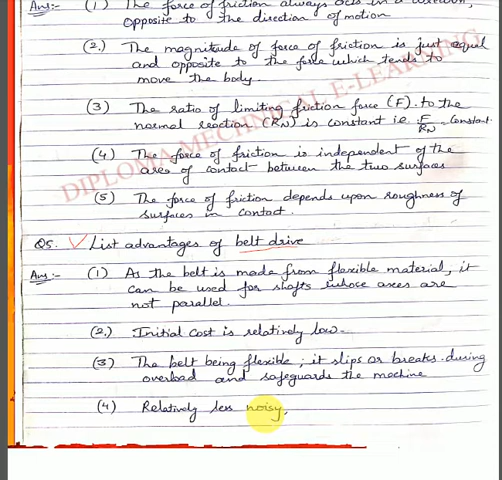 Ans:- (1) The force of friction always acts in a direction,
opposite to the direction of motion
(2.) The magnitude of force of friction is just equal
and opposite to the force which tends to
move the body.
(3) The ratio of limiting friction force (F). to the
normal reaction (RN) is constant i.e. F/RN = constant.
(4) The force of friction is independent of the
area of contact between the two surfaces
(5) The force of friction depends upon roughness of
surfaces in contact.
Q5. ✓ List advantages of belt drive
Ans:- (1) As the belt is made from flexible material, it
can be used for shafts whose axes are
not parallel.
(2.) Initial cost is relatively low.
(3) The belt being flexible; it slips or breaks during
overload and safeguards the machine
(4) Relatively less noisy,
DIPLOMA MECHNICAL E-LEARNING